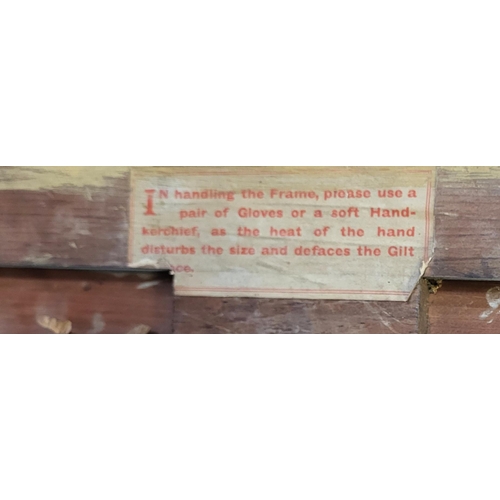 IN handling the Frame, please use a
pair of Gloves or a soft Hand-
kerchief, as the heat of the hand
disturbs the size and defaces the Gilt